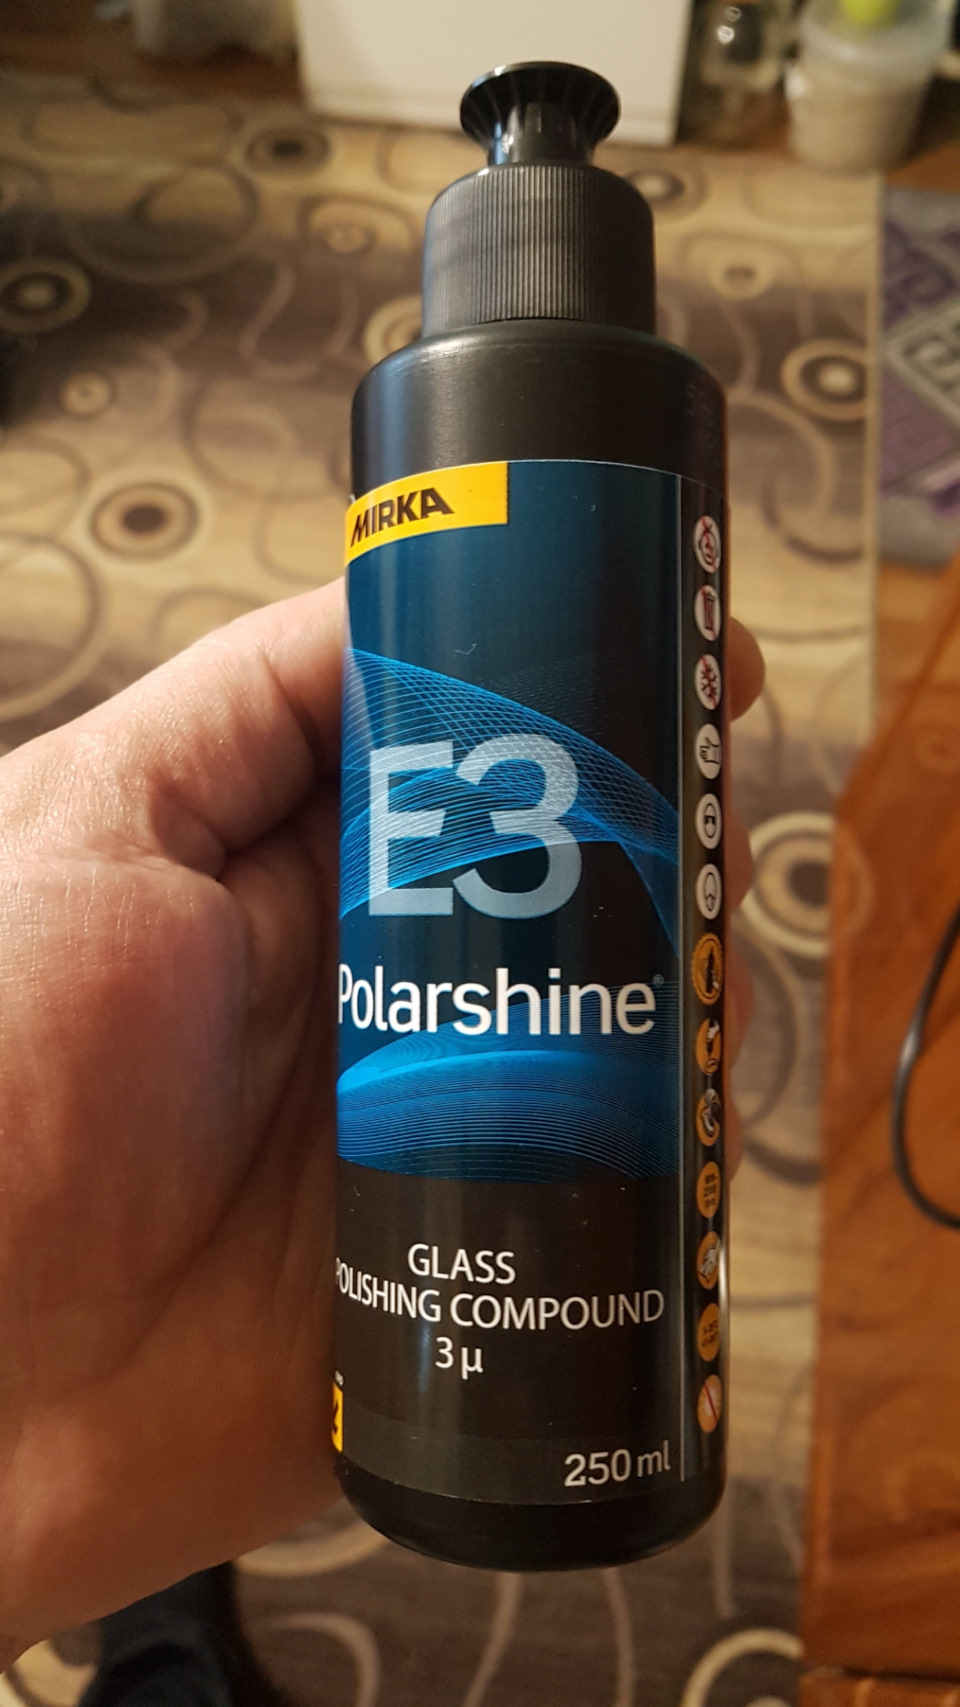 MIRKA
E3
Polarshine®
GLASS
POLISHING COMPOUND
3 µ
250 ml